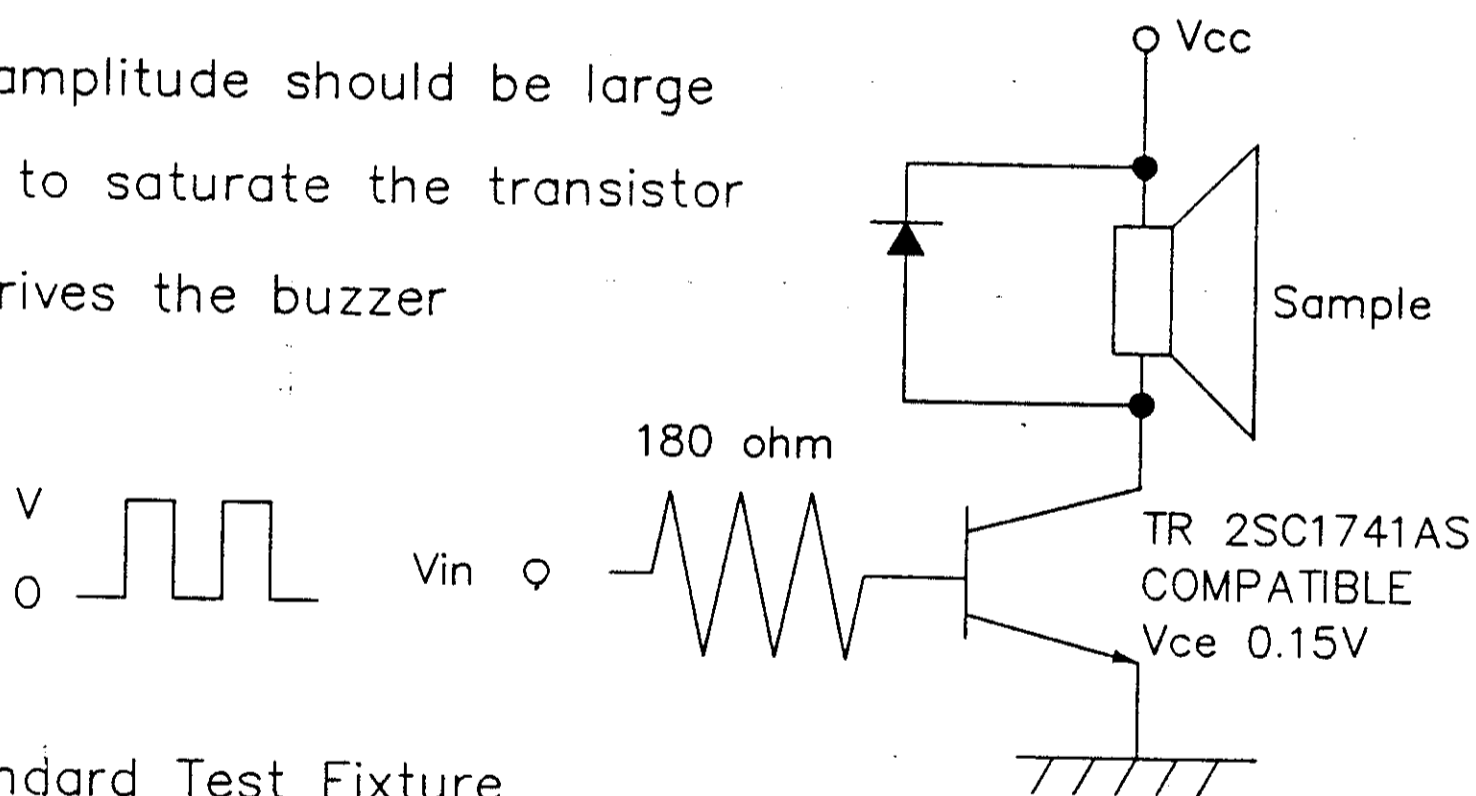 amplitude should be large
to saturate the transistor
rives the buzzer
Vcc
Sample
180 ohm
V
0
Vin
TR 2SC1741AS
COMPATIBLE
Vce 0.15V
ndard Test Fixture